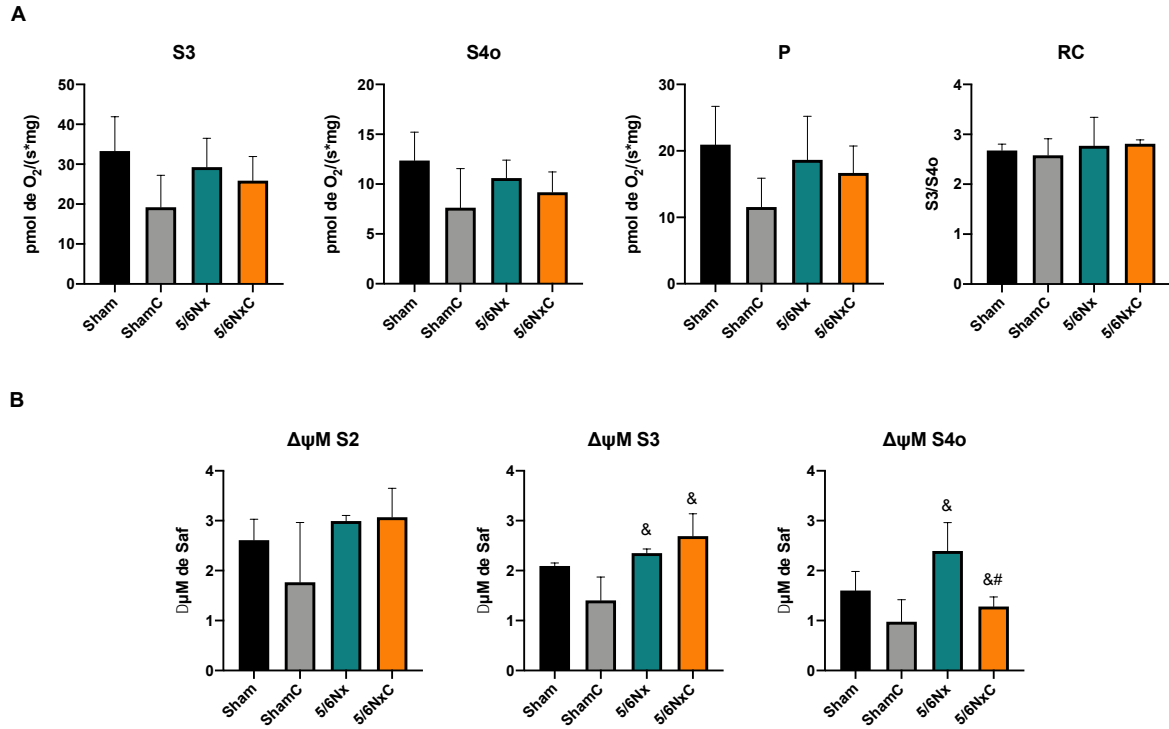 A
S3
pmol de O₂/(s*mg)
50
40
30
20
10
0
Sham
ShamC
5/6Nx
5/6NxC
S4o
pmol de O₂/(s*mg)
20
15
10
5
0
Sham
ShamC
5/6Nx
5/6NxC
P
pmol de O₂/(s*mg)
30
20
10
0
Sham
ShamC
5/6Nx
5/6NxC
RC
S3/S4o
4
3
2
1
0
Sham
ShamC
5/6Nx
5/6NxC
B
ΔψM S2
▯µM de Saf
4
3
2
1
0
Sham
ShamC
5/6Nx
5/6NxC
ΔψM S3
▯µM de Saf
4
3
2
1
0
&
&
Sham
ShamC
5/6Nx
5/6NxC
ΔψM S4o
▯µM de Saf
4
3
2
1
0
&
&#
Sham
ShamC
5/6Nx
5/6NxC